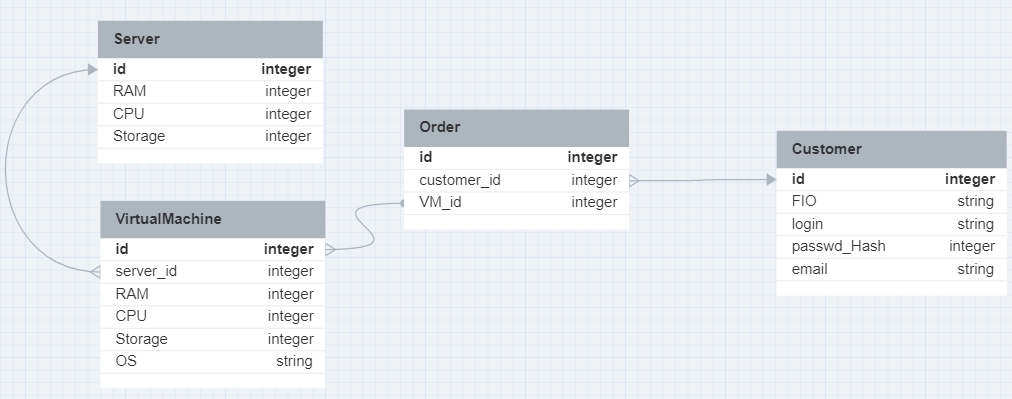 Server
id integer
RAM integer
CPU integer
Storage integer
VirtualMachine
id integer
server_id integer
RAM integer
CPU integer
Storage integer
OS string
Order
id integer
customer_id integer
VM_id integer
Customer
id integer
FIO string
login string
passwd_Hash integer
email string